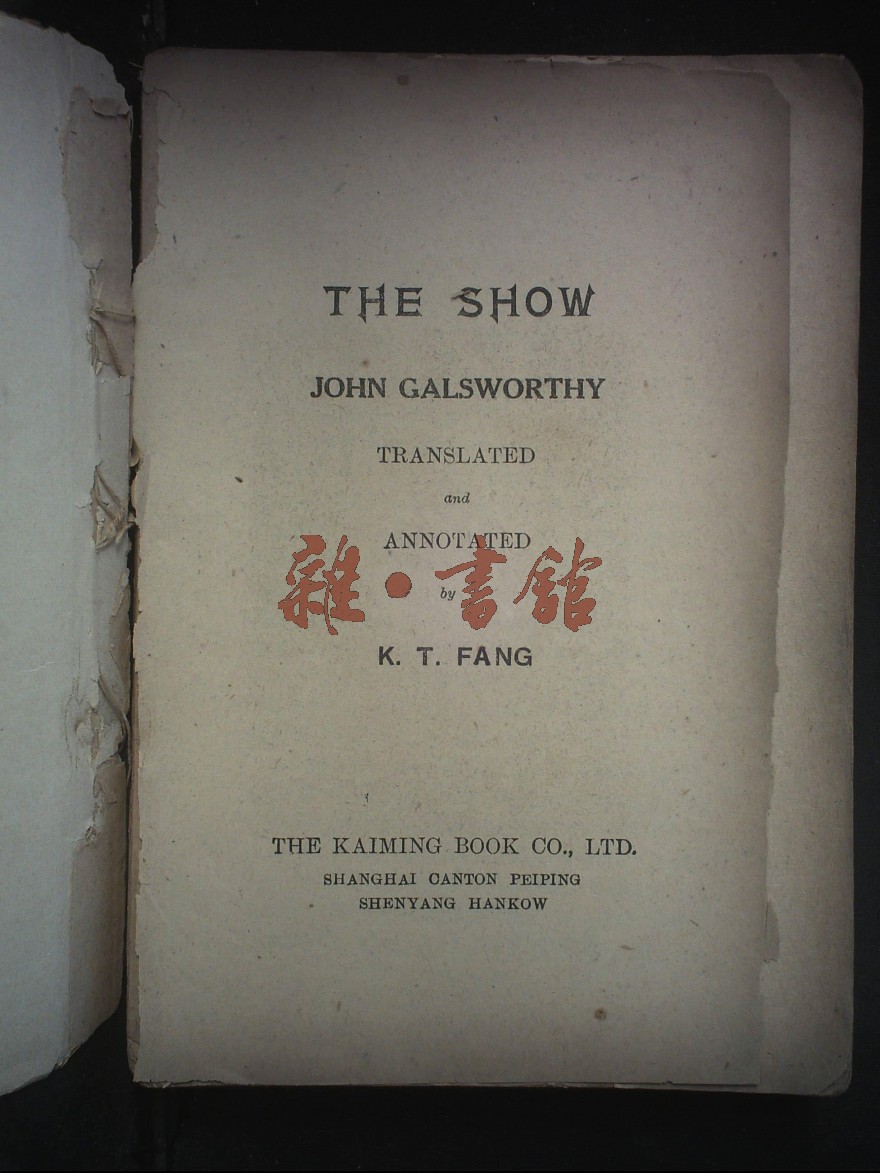 THE SHOW
JOHN GALSWORTHY
TRANSLATED
and
ANNOTATED
雜·書館
by
K. T. FANG
THE KAIMING BOOK CO., LTD.
SHANGHAI CANTON PEIPING
SHENYANG HANKOW